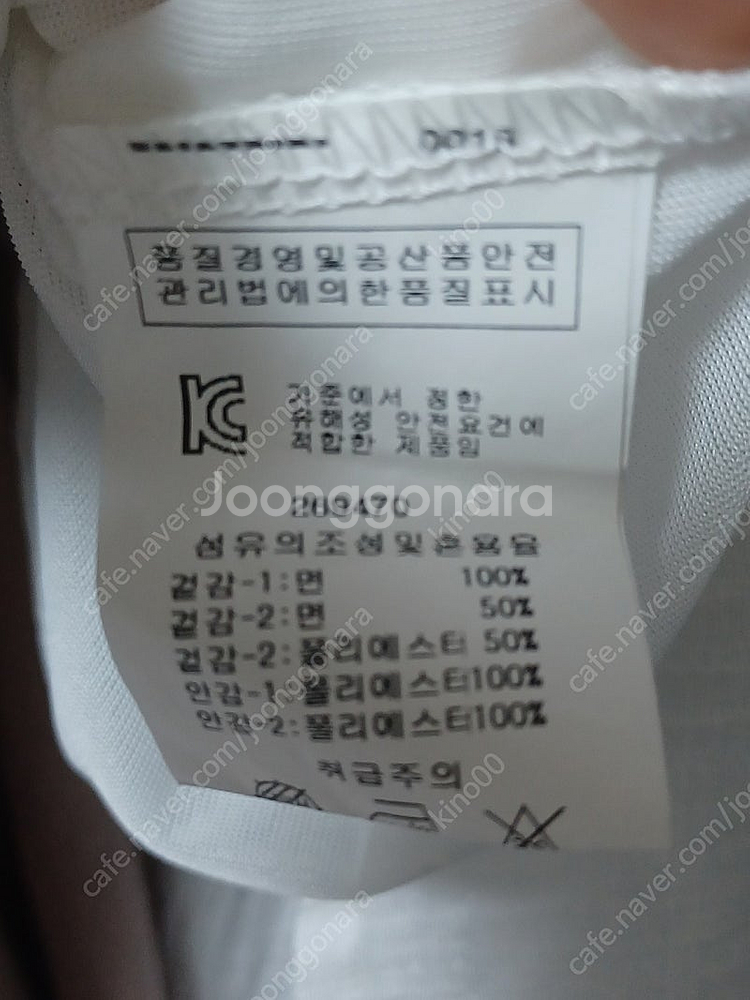 0018
품질경영및공산품안전
관리법에의한품질표시
KC
기준에서 정한
유해성 안전요건에
적합한 제품임
Joonggonara
269470
섬유의조성및혼용율
겉감-1:면 100%
겉감-2:면 50%
겉감-2:폴리에스터 50%
안감-1:폴리에스터100%
안감-2:폴리에스터100%
취급주의
cafe.naver.com/joonggonara
kino00